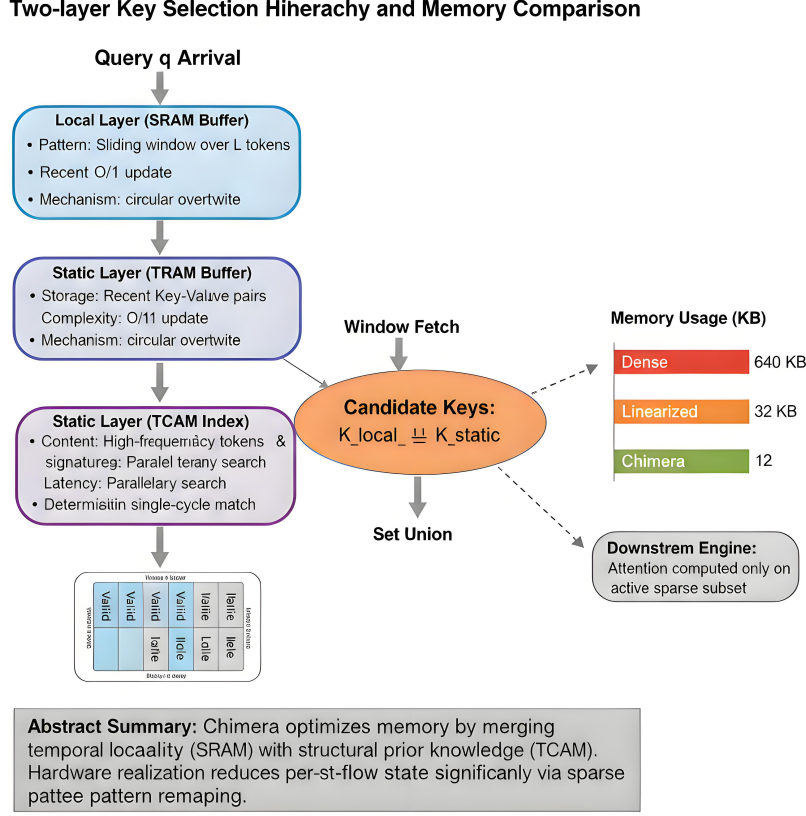 Two-layer Key Selection Hiherachy and Memory Comparison
Query q Arrival
Local Layer (SRAM Buffer)
• Pattern: Sliding window over L tokens
• Recent O/1 update
• Mechanism: circular overtwite
Static Layer (TRAM Buffer)
• Storage: Recent Key-Valuve pairs
Complexity: O/11 update
• Mechanism: circular overtwite
Static Layer (TCAM Index)
• Content: High-frequemıácy tokens &
signatureg: Paralel terany search
Latency: Parallelary search
• Determisitin single-cycle match
Window Fetch
Candidate Keys:
K_local_ ⨃ K_static
Set Union
Memory Usage (KB)
Dense 640 KB
Linearized 32 KB
Chimera 12
Downstrem Engine:
Attention computed only on
active sparse subset
Abstract Summary: Chimera optimizes memory by merging
temporal locaality (SRAM) with structural prior knowledge (TCAM).
Hardware realization reduces per-st-flow state significanly via sparse
pattee pattern remaping.